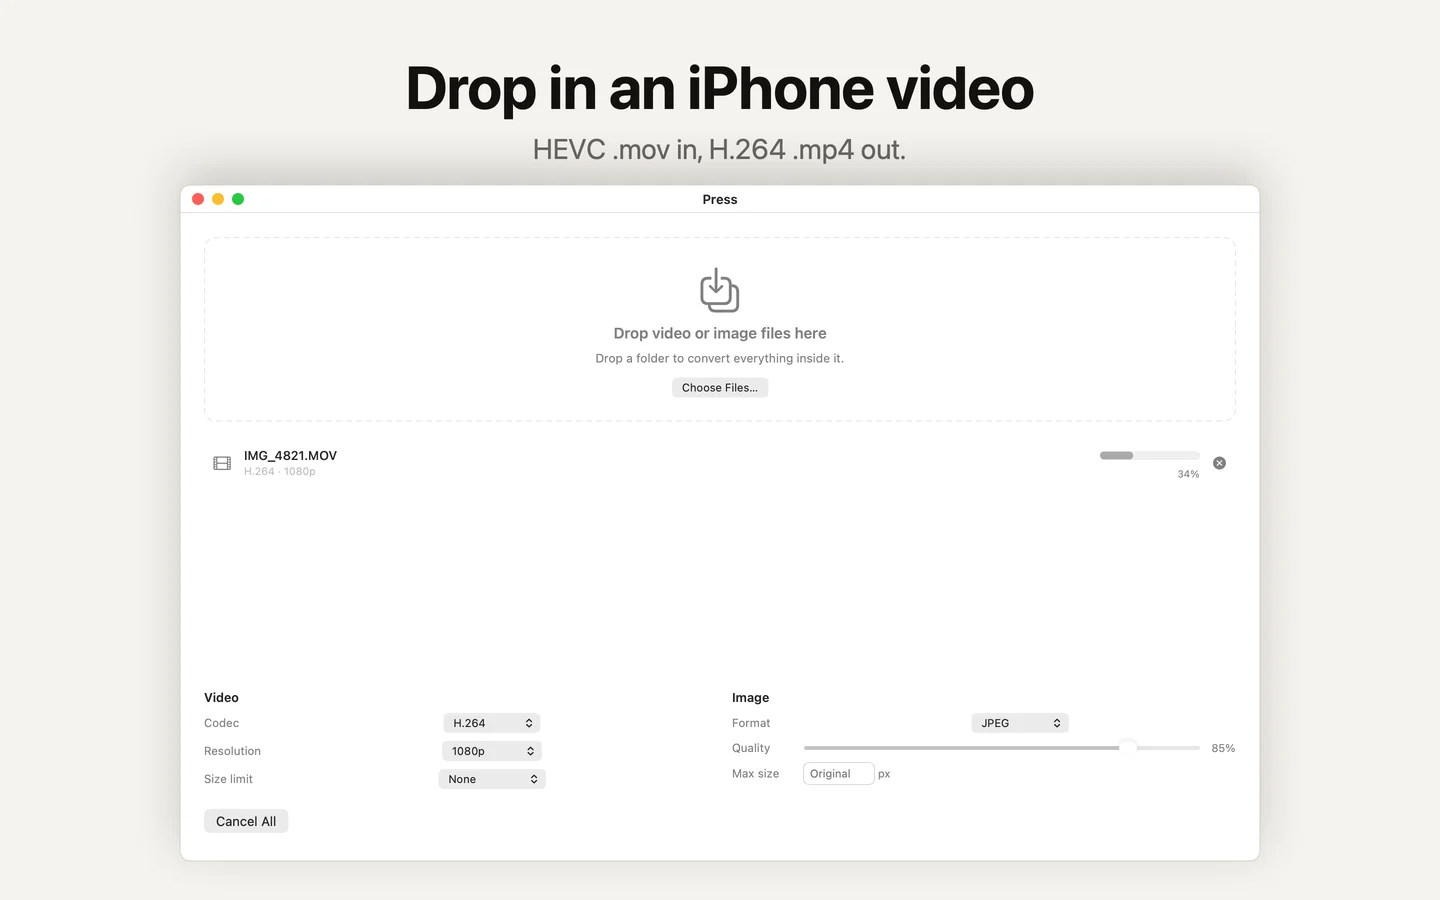 Drop in an iPhone video
HEVC .mov in, H.264 .mp4 out.
Press
Drop video or image files here
Drop a folder to convert everything inside it.
Choose Files...
IMG_4821.MOV
H.264 · 1080p
34%
Video
Codec
H.264
Resolution
1080p
Size limit
None
Image
Format
JPEG
Quality
85%
Max size
Original
px
Cancel All